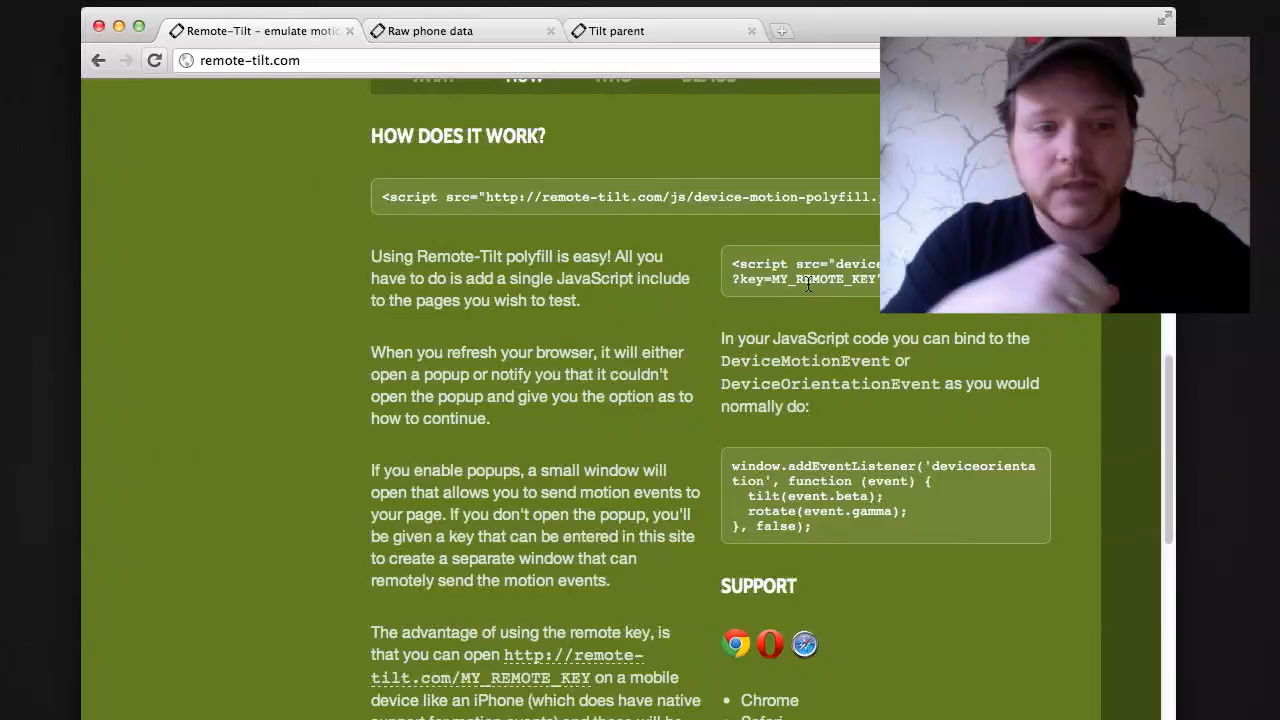 Remote-Tilt - emulate motio
Raw phone data
Tilt parent
remote-tilt.com
HOW DOES IT WORK?
<script src="http://remote-tilt.com/js/device-motion-polyfill.
Using Remote-Tilt polyfill is easy! All you
have to do is add a single JavaScript include
to the pages you wish to test.
When you refresh your browser, it will either
open a popup or notify you that it couldn't
open the popup and give you the option as to
how to continue.
If you enable popups, a small window will
open that allows you to send motion events to
your page. If you don't open the popup, you'll
be given a key that can be entered in this site
to create a separate window that can
remotely send the motion events.
The advantage of using the remote key, is
that you can open http://remote-
tilt.com/MY_REMOTE_KEY on a mobile
device like an iPhone (which does have native
<script src="device
?key=MY_REMOTE_KEY"
In your JavaScript code you can bind to the
DeviceMotionEvent or
DeviceOrientationEvent as you would
normally do:
window.addEventListener('deviceorienta
tion', function (event) {
tilt(event.beta);
rotate(event.gamma);
}, false);
SUPPORT
• Chrome